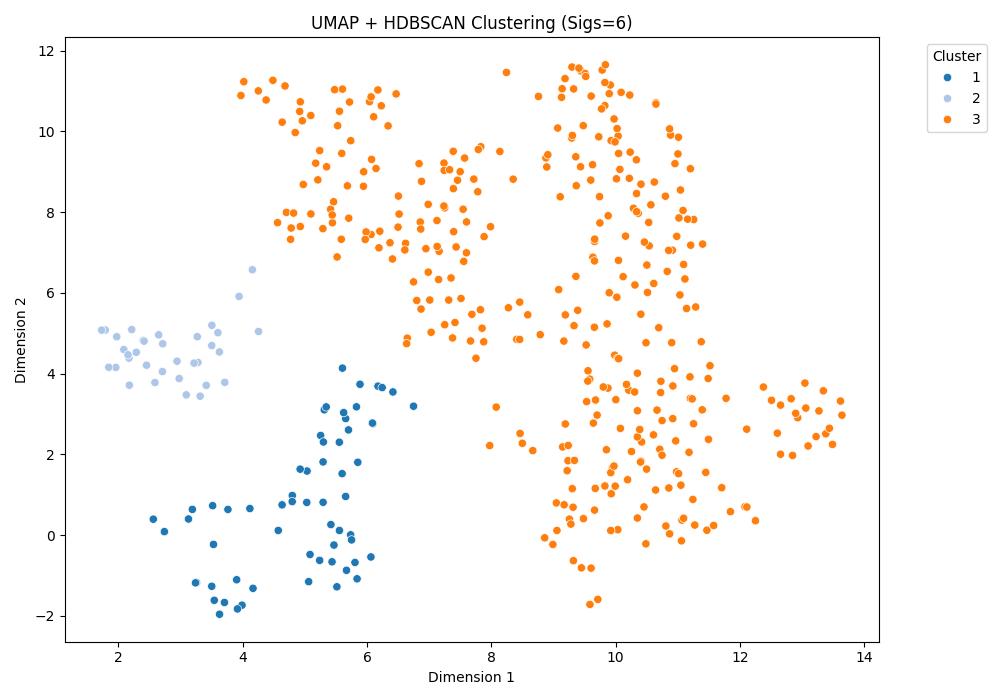 UMAP + HDBSCAN Clustering (Sigs=6)
Cluster
1
2
3
Dimension 2
12
10
8
6
4
2
0
−2
2 4 6 8 10 12 14
Dimension 1